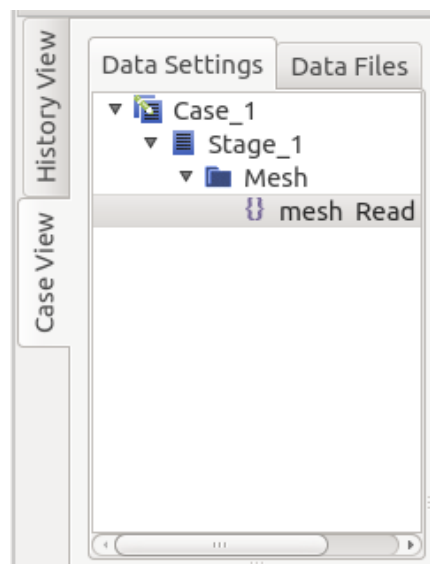 History View
Case View
Data Settings
Data Files
Case_1
Stage_1
Mesh
mesh Read